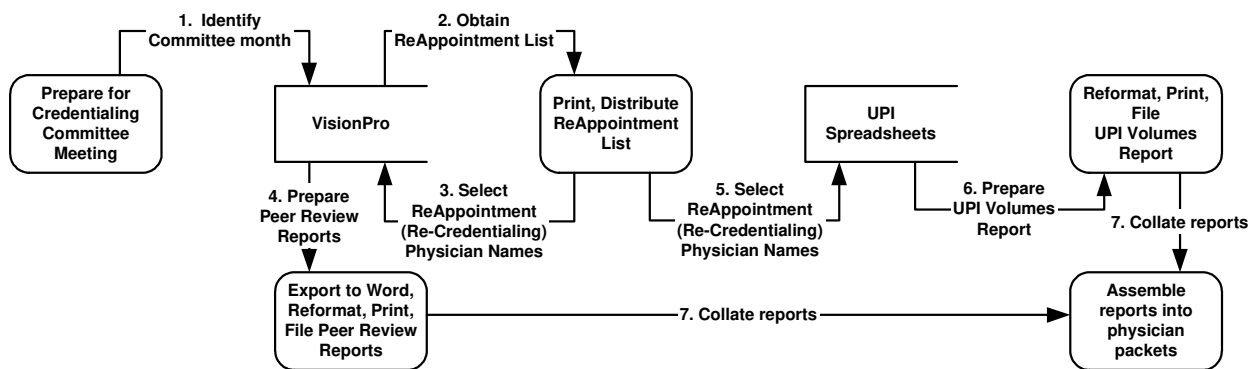 1. Identify
Committee month
2. Obtain
ReAppointment List
Prepare for
Credentialing
Committee
Meeting
VisionPro
Print, Distribute
ReAppointment
List
UPI
Spreadsheets
Reformat, Print,
File
UPI Volumes
Report
4. Prepare
Peer Review
Reports
3. Select
ReAppointment
(Re-Credentialing)
Physician Names
5. Select
ReAppointment
(Re-Credentialing)
Physician Names
6. Prepare
UPI Volumes
Report
7. Collate reports
Export to Word,
Reformat, Print,
File Peer Review
Reports
7. Collate reports
Assemble
reports into
physician
packets